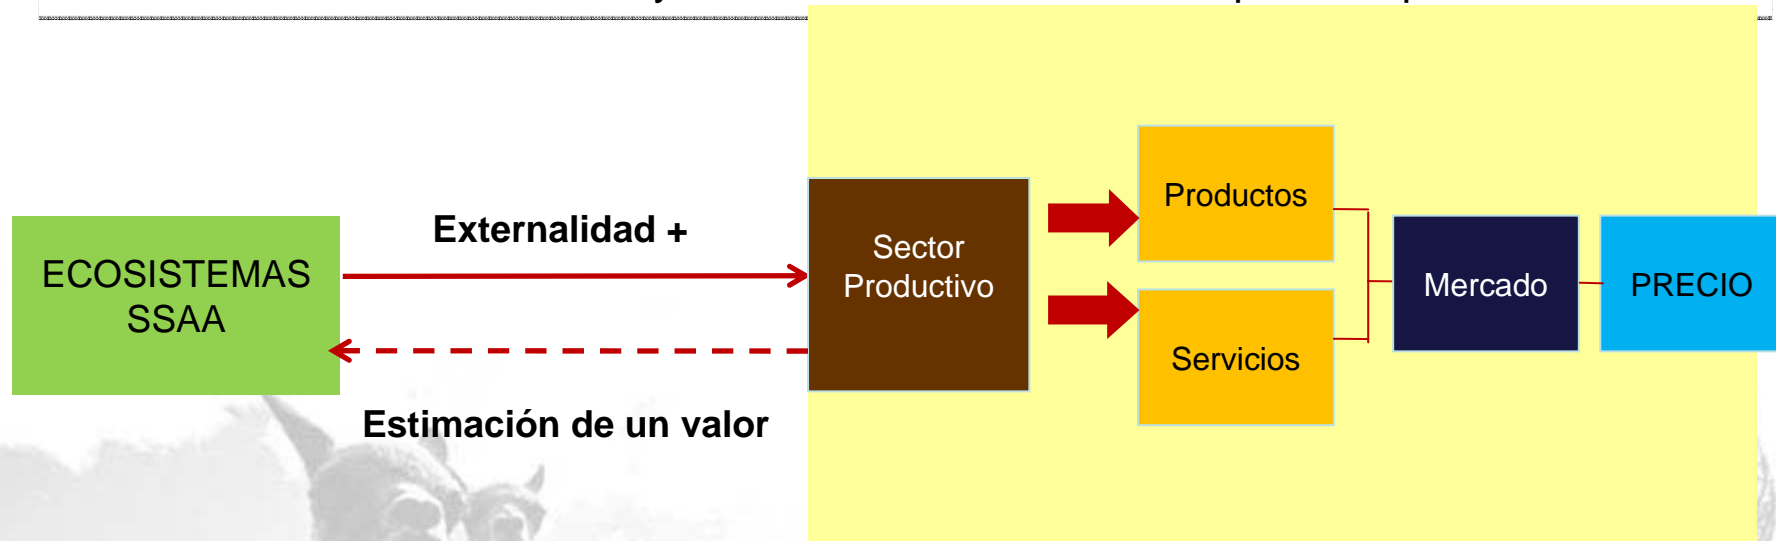 Externalidad +
ECOSISTEMAS
SSAA
Estimación de un valor
Sector
Productivo
Productos
Servicios
Mercado
PRECIO